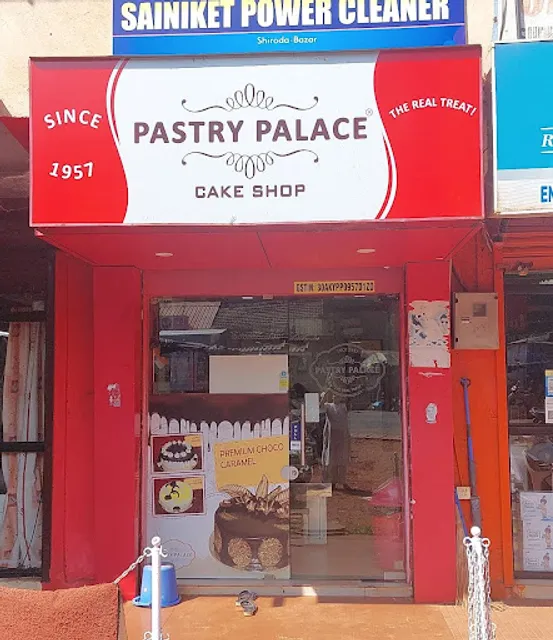 SAINIKET POWER CLEANER
Shiroda-Bazar
SINCE
1957
PASTRY PALACE®
CAKE SHOP
THE REAL TREAT!
PASTRY PALACE
PREMIUM CHOCO
CARAMEL